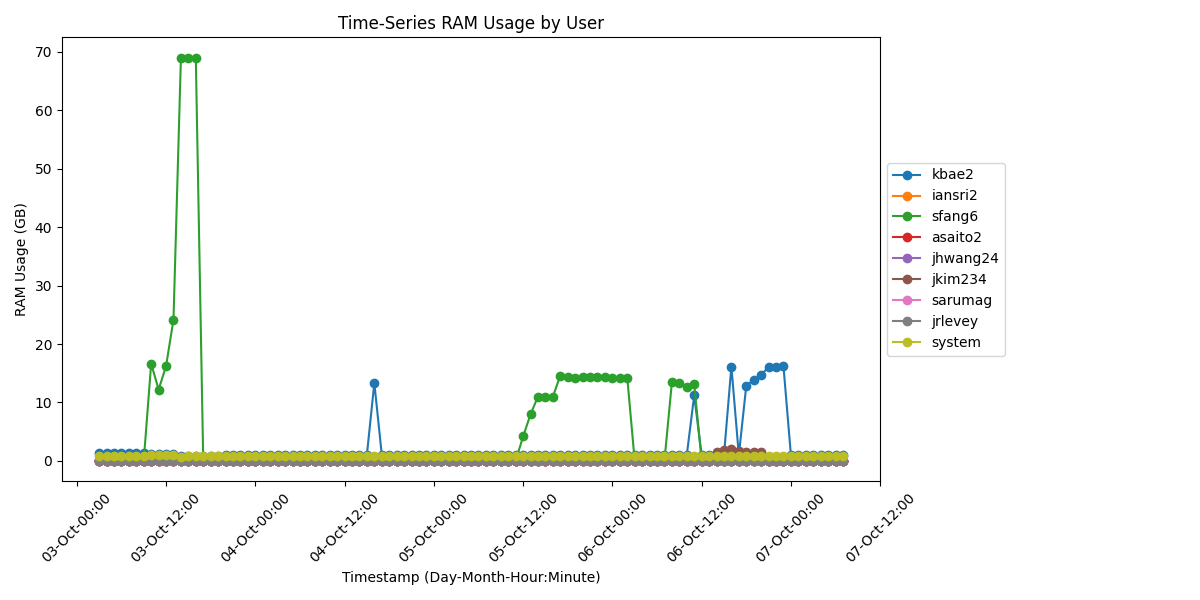 Time-Series RAM Usage by User
RAM Usage (GB)
70
60
50
40
30
20
10
0
03-Oct-00:00
03-Oct-12:00
04-Oct-00:00
04-Oct-12:00
05-Oct-00:00
05-Oct-12:00
06-Oct-00:00
06-Oct-12:00
07-Oct-00:00
07-Oct-12:00
Timestamp (Day-Month-Hour:Minute)
kbae2
iansri2
sfang6
asaito2
jhwang24
jkim234
sarumag
jrlevey
system